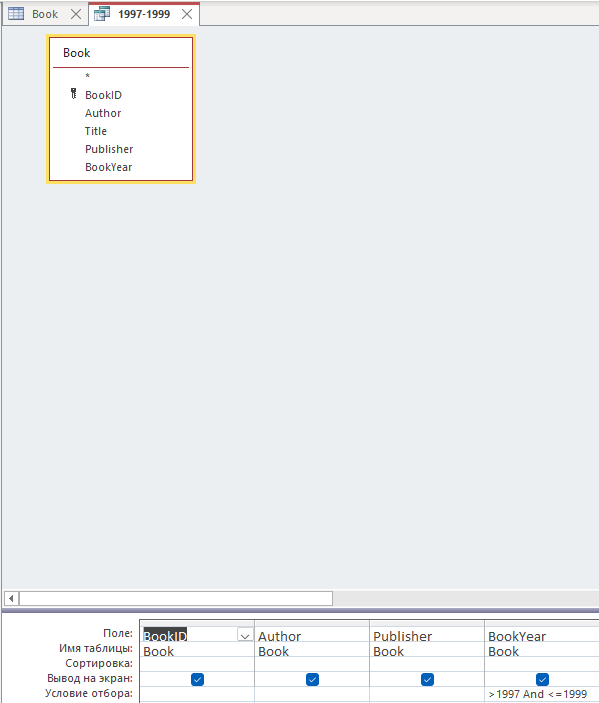 Book 1997-1999
Book
*
BookID
Author
Title
Publisher
BookYear
Поле: BookID Author Publisher BookYear
Имя таблицы: Book Book Book Book
Сортировка:
Вывод на экран:
Условие отбора: >1997 And <=1999